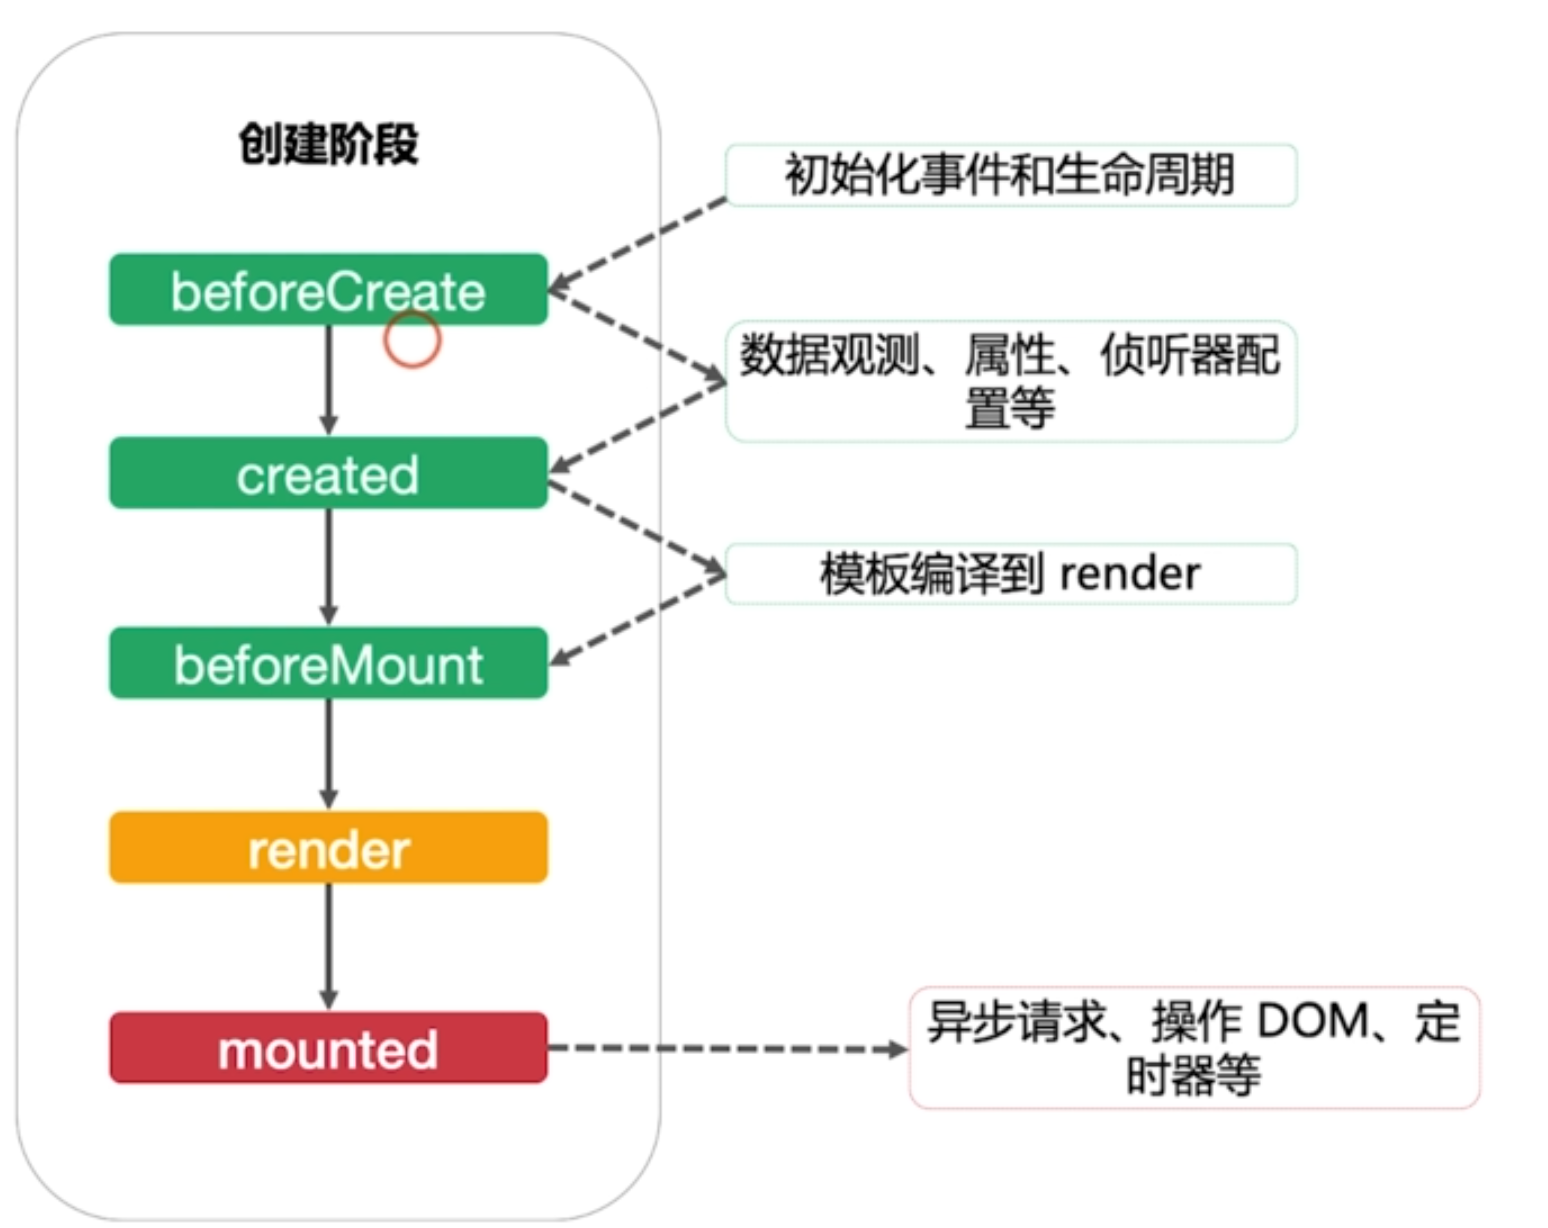 创建阶段
初始化事件和生命周期
beforeCreate
数据观测、属性、侦听器配
置等
created
模板编译到 render
beforeMount
render
mounted
异步请求、操作 DOM、定
时器等